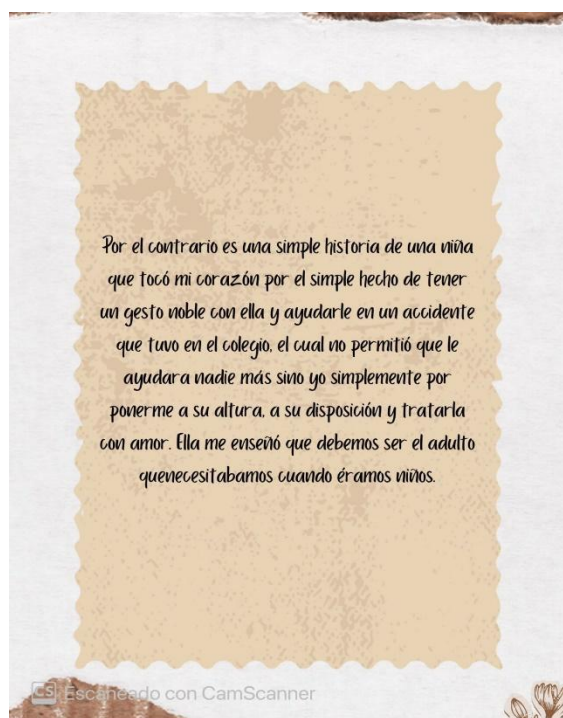 Por el contrario es una simple historia de una niña
que tocó mi corazón por el simple hecho de tener
un gesto noble con ella y ayudarle en un accidente
que tuvo en el colegio, el cual no permitió que le
ayudara nadie más sino yo simplemente por
ponerme a su altura, a su disposición y tratarla
con amor. Ella me enseñó que debemos ser el adulto
quenecesitabamos cuando éramos niños.
CS Escaneado con CamScanner